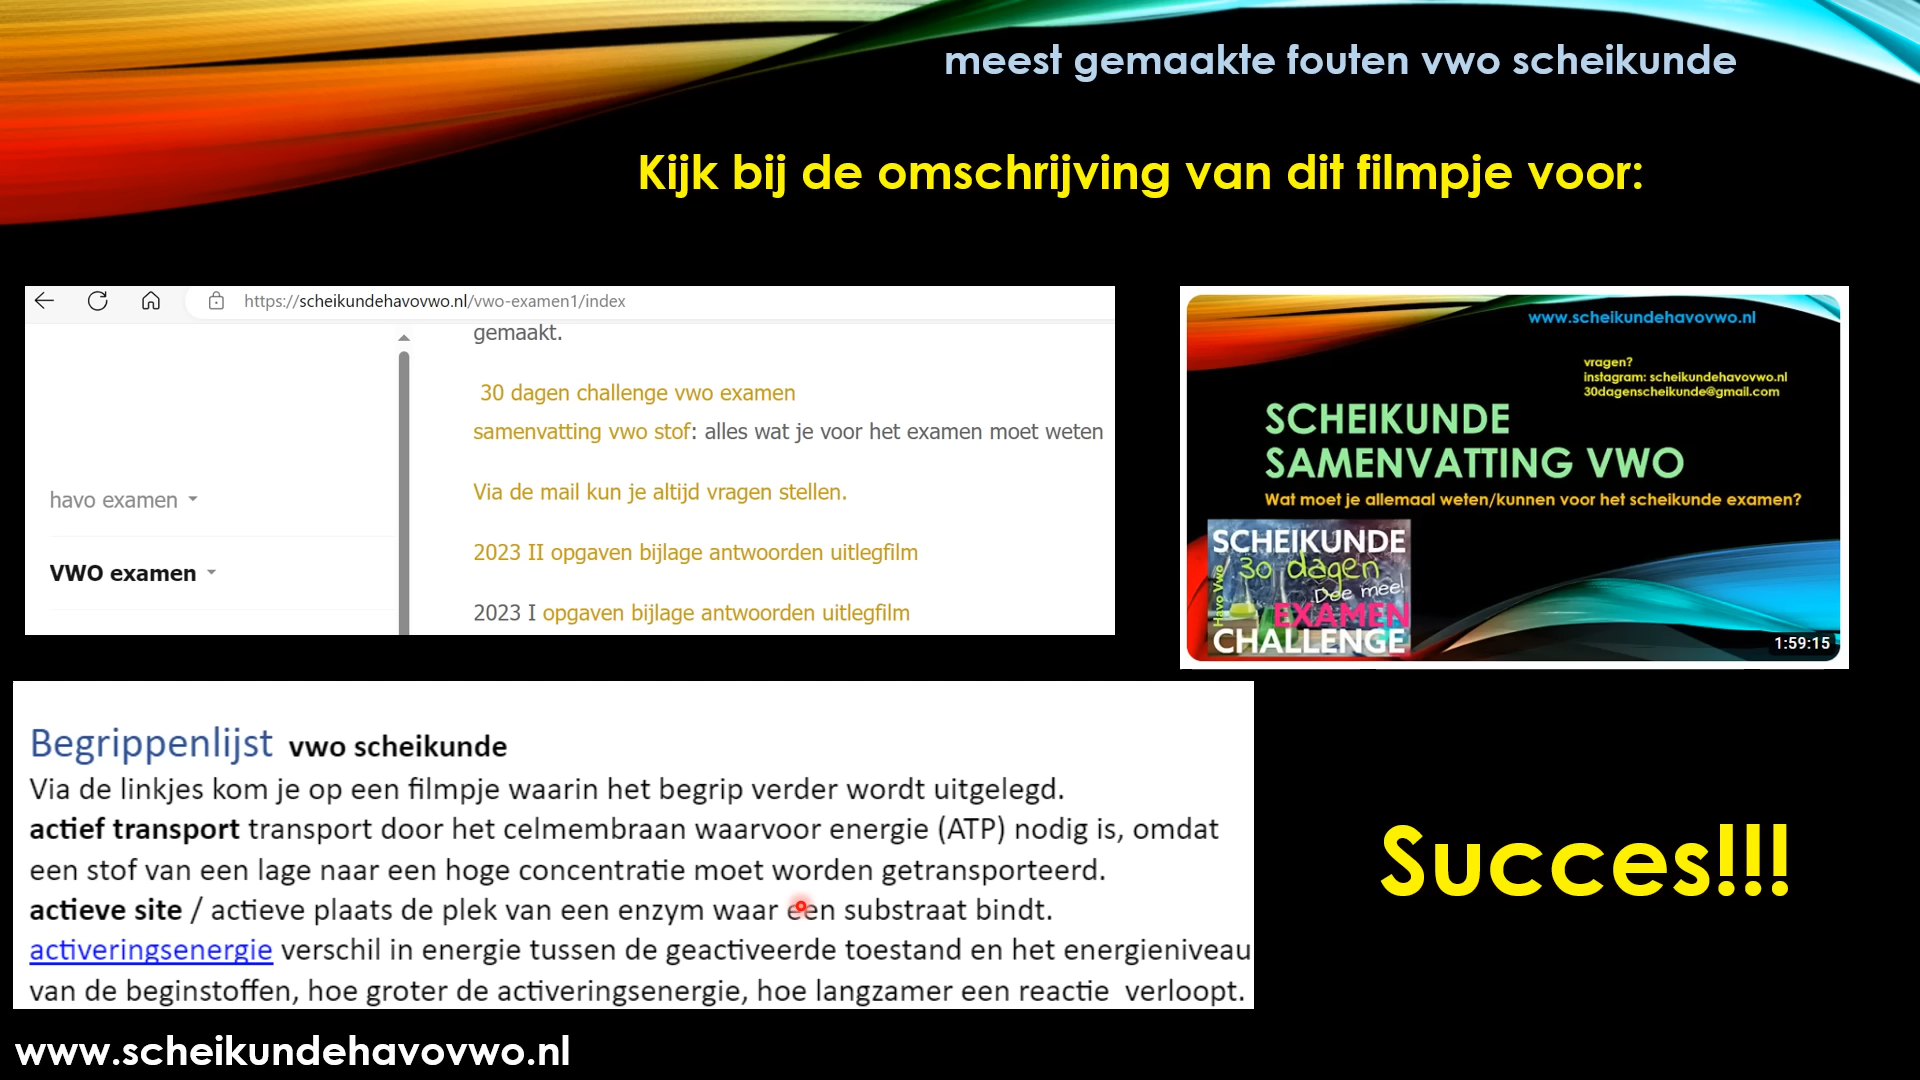 meest gemaakte fouten vwo scheikunde
Kijk bij de omschrijving van dit filmpje voor:
https://scheikundehavovwo.nl/vwo-examen1/index
gemaakt.
30 dagen challenge vwo examen
samenvatting vwo stof: alles wat je voor het examen moet weten
Via de mail kun je altijd vragen stellen.
2023 II opgaven bijlage antwoorden uitlegfilm
2023 I opgaven bijlage antwoorden uitlegfilm
havo examen
VWO examen
www.scheikundehavovwo.nl
vragen?
instagram: scheikundehavovwo.nl
30dagenscheikunde@gmail.com
SCHEIKUNDE
SAMENVATTING VWO
Wat moet je allemaal weten/kunnen voor het scheikunde examen?
SCHEIKUNDE
30 dagen
Doe mee!
Havo Vwo
EXAMEN
CHALLENGE
1:59:15
Begrippenlijst vwo scheikunde
Via de linkjes kom je op een filmpje waarin het begrip verder wordt uitgelegd.
actief transport transport door het celmembraan waarvoor energie (ATP) nodig is, omdat
een stof van een lage naar een hoge concentratie moet worden getransporteerd.
actieve site / actieve plaats de plek van een enzym waar een substraat bindt.
activeringsenergie verschil in energie tussen de geactiveerde toestand en het energieniveau
van de beginstoffen, hoe groter de activeringsenergie, hoe langzamer een reactie verloopt.
Succes!!!
www.scheikundehavovwo.nl